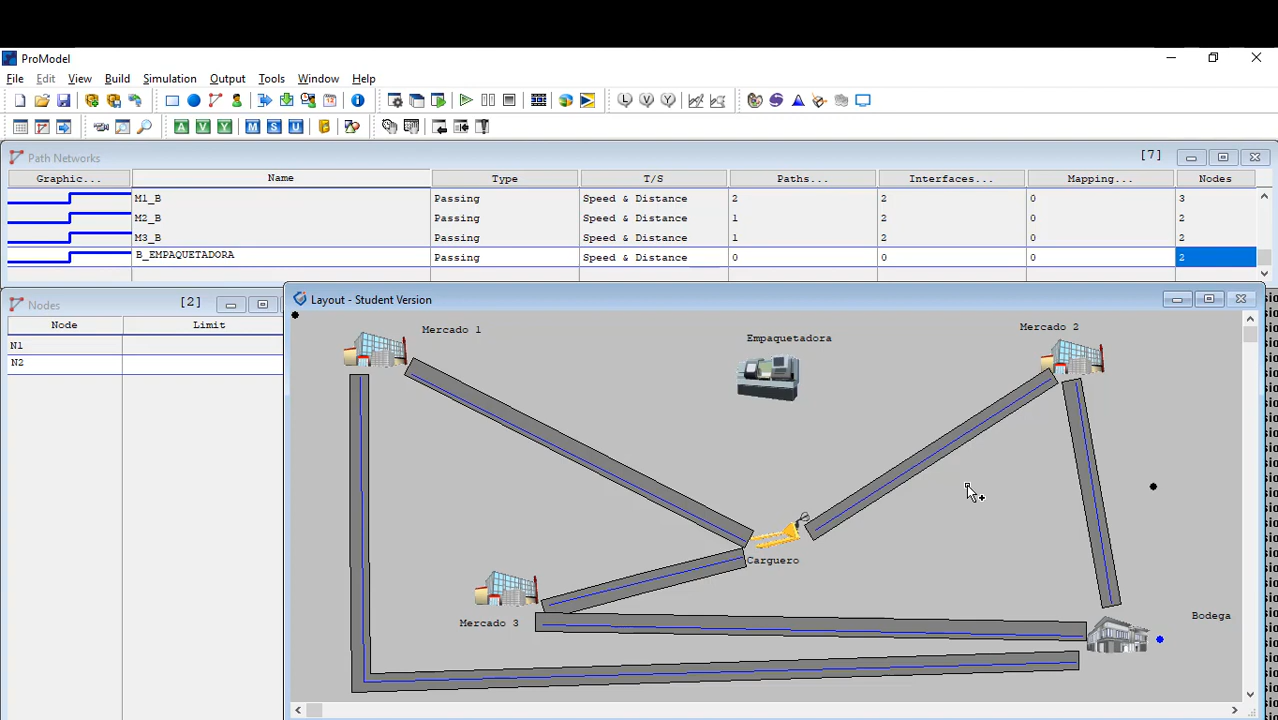 ProModel
File Edit View Build Simulation Output Tools Window Help
Path Networks [7]
Graphic... Name Type T/S Paths... Interfaces... Mapping... Nodes
M1_B Passing Speed & Distance 2 2 0 3
M2_B Passing Speed & Distance 1 2 0 2
M3_B Passing Speed & Distance 1 2 0 2
B_EMPAQUETADORA Passing Speed & Distance 0 0 0 2
Nodes [2]
Node Limit
N1
N2
Layout - Student Version
Mercado 1
Empaquetadora
Mercado 2
Carguero
Mercado 3
Bodega